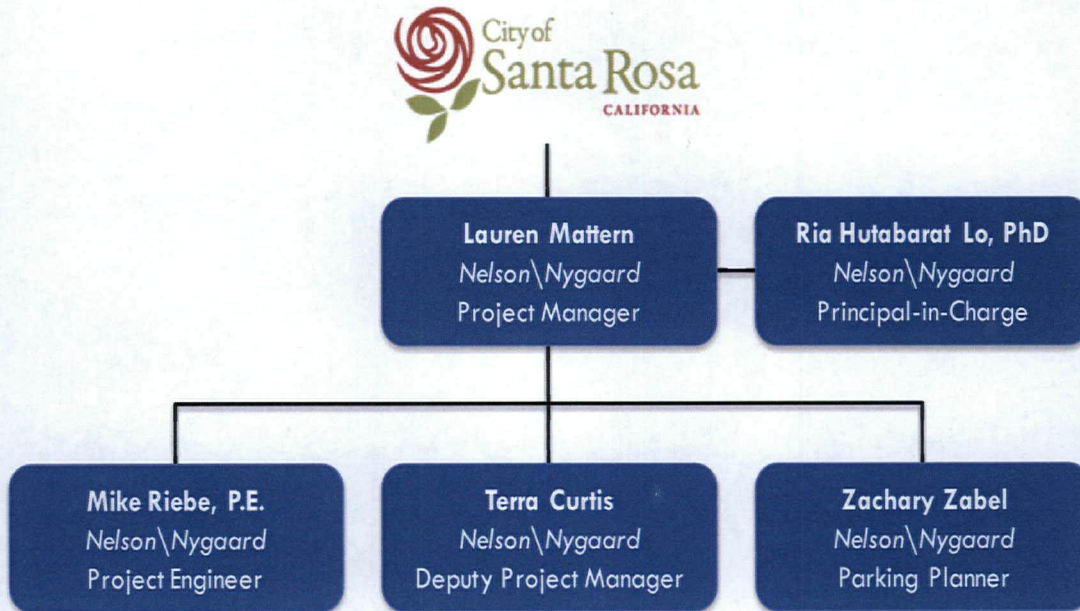 City of
Santa Rosa
CALIFORNIA
Lauren Mattern
Nelson\Nygaard
Project Manager
Ria Hutabarat Lo, PhD
Nelson\Nygaard
Principal-in-Charge
Mike Riebe, P.E.
Nelson\Nygaard
Project Engineer
Terra Curtis
Nelson\Nygaard
Deputy Project Manager
Zachary Zabel
Nelson\Nygaard
Parking Planner